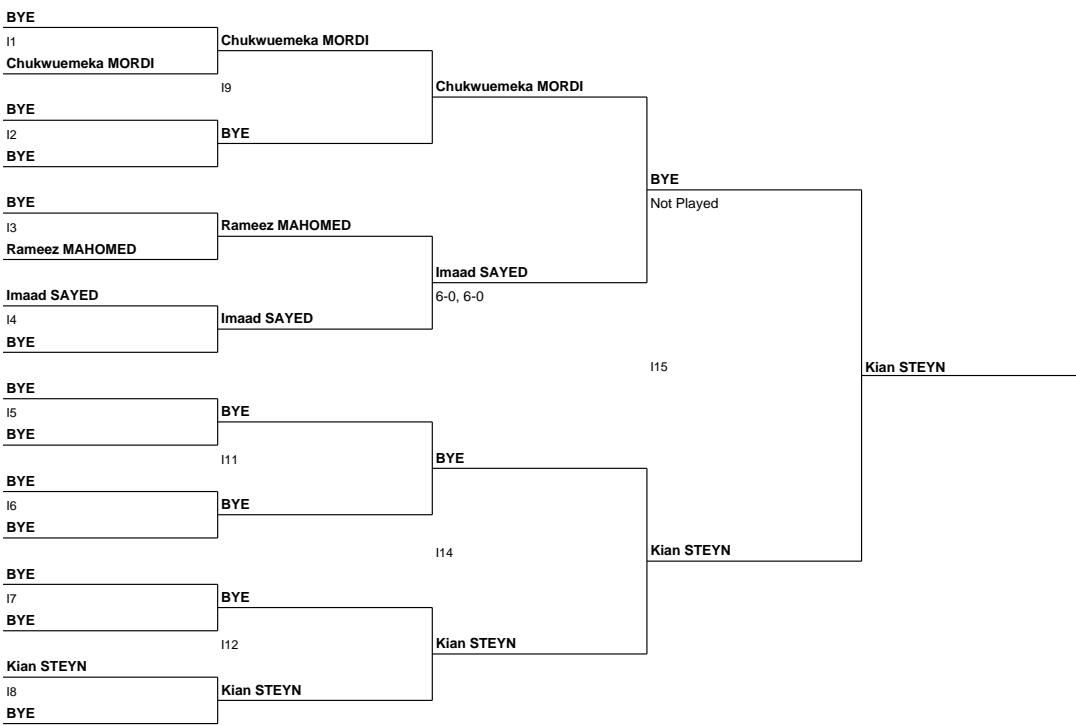 BYE
I1
Chukwuemeka MORDI
BYE
I2
BYE
BYE
I3
Rameez MAHOMED
Imaad SAYED
I4
BYE
BYE
I5
BYE
BYE
I6
BYE
BYE
I7
BYE
Kian STEYN
I8
BYE
Chukwuemeka MORDI
I9
BYE
Rameez MAHOMED
Imaad SAYED
BYE
I11
BYE
BYE
I12
Kian STEYN
Chukwuemeka MORDI
Imaad SAYED
6-0, 6-0
BYE
I14
Kian STEYN
BYE
Not Played
I15
Kian STEYN
Kian STEYN